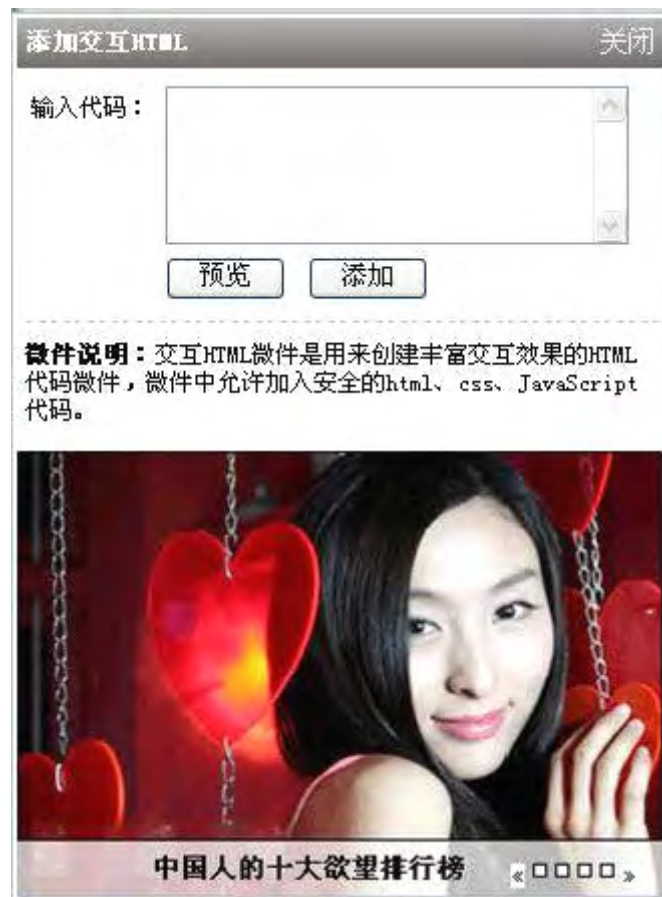 添加交互HTML 关闭
输入代码：
预览 添加
微件说明：交互HTML微件是用来创建丰富交互效果的HTML
代码微件，微件中允许加入安全的html、css、JavaScript
代码。
中国人的十大欲望排行榜 «□□□□»